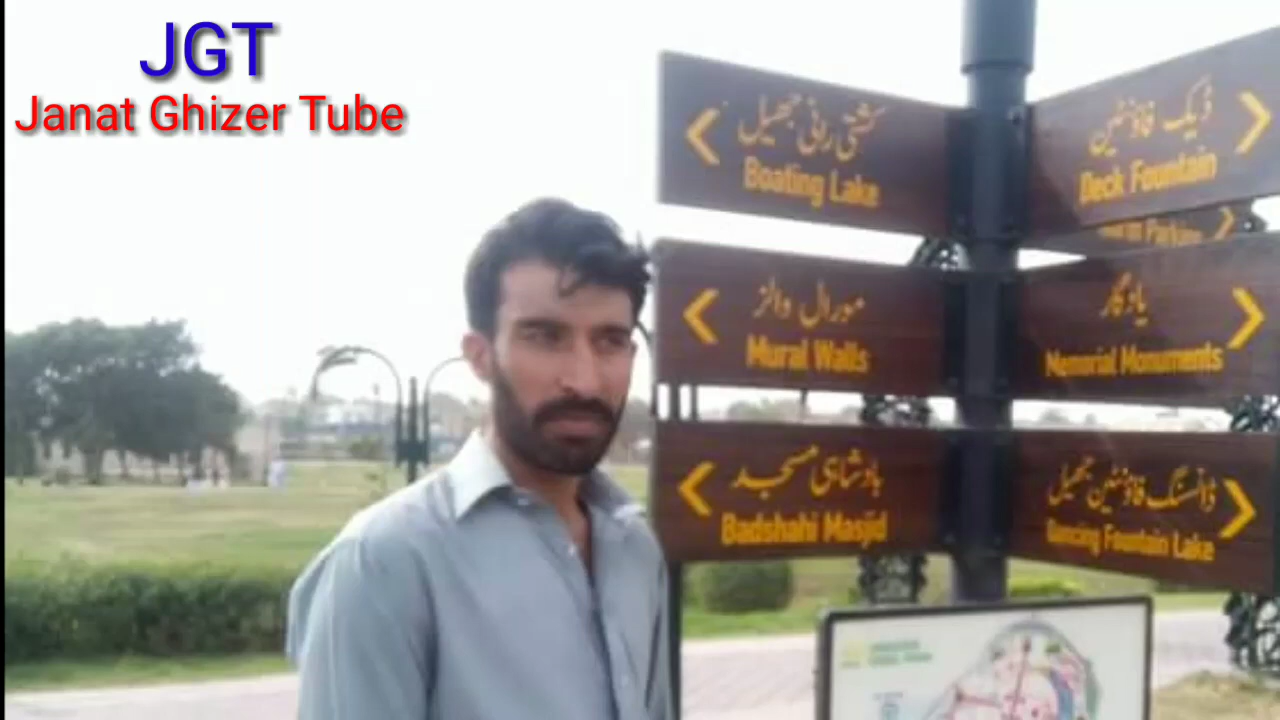 JGT
Janat Ghizer Tube
کشتی رانی جھیل
Boating Lake
ڈیک فاؤنٹین
Deck Fountain
Parking
میورال والز
Mural Walls
یادگار
Memorial Monuments
بادشاہی مسجد
Badshahi Masjid
ڈانسنگ فاؤنٹین جھیل
Dancing Fountain Lake